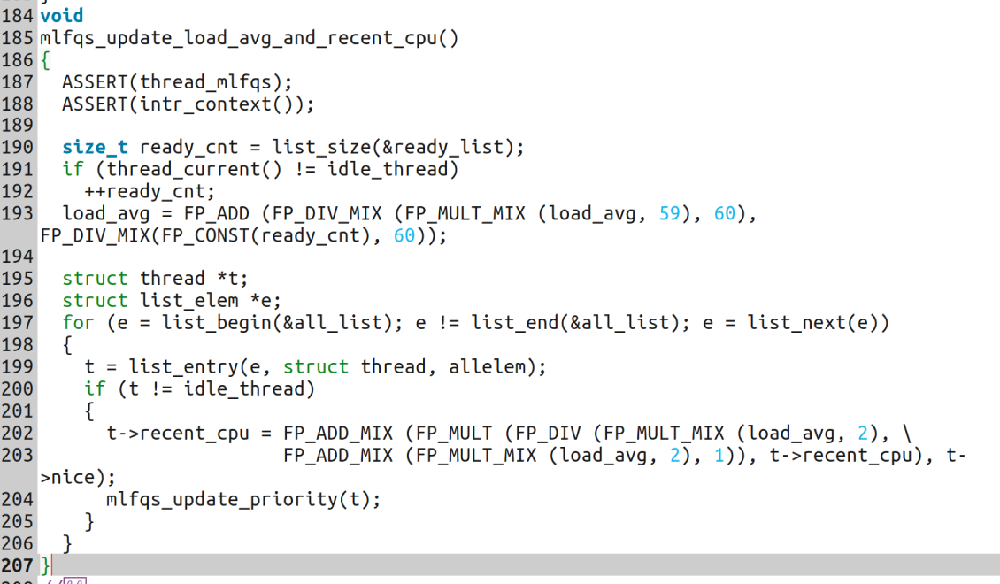 184 void
185 mlfqs_update_load_avg_and_recent_cpu()
186 {
187   ASSERT(thread_mlfqs);
188   ASSERT(intr_context());
189
190   size_t ready_cnt = list_size(&ready_list);
191   if (thread_current() != idle_thread)
192     ++ready_cnt;
193   load_avg = FP_ADD (FP_DIV_MIX (FP_MULT_MIX (load_avg, 59), 60),
FP_DIV_MIX(FP_CONST(ready_cnt), 60));
194
195   struct thread *t;
196   struct list_elem *e;
197   for (e = list_begin(&all_list); e != list_end(&all_list); e = list_next(e))
198   {
199     t = list_entry(e, struct thread, allelem);
200     if (t != idle_thread)
201     {
202       t->recent_cpu = FP_ADD_MIX (FP_MULT (FP_DIV (FP_MULT_MIX (load_avg, 2), \
203                       FP_ADD_MIX (FP_MULT_MIX (load_avg, 2), 1)), t->recent_cpu), t-
>nice);
204       mlfqs_update_priority(t);
205     }
206   }
207 }